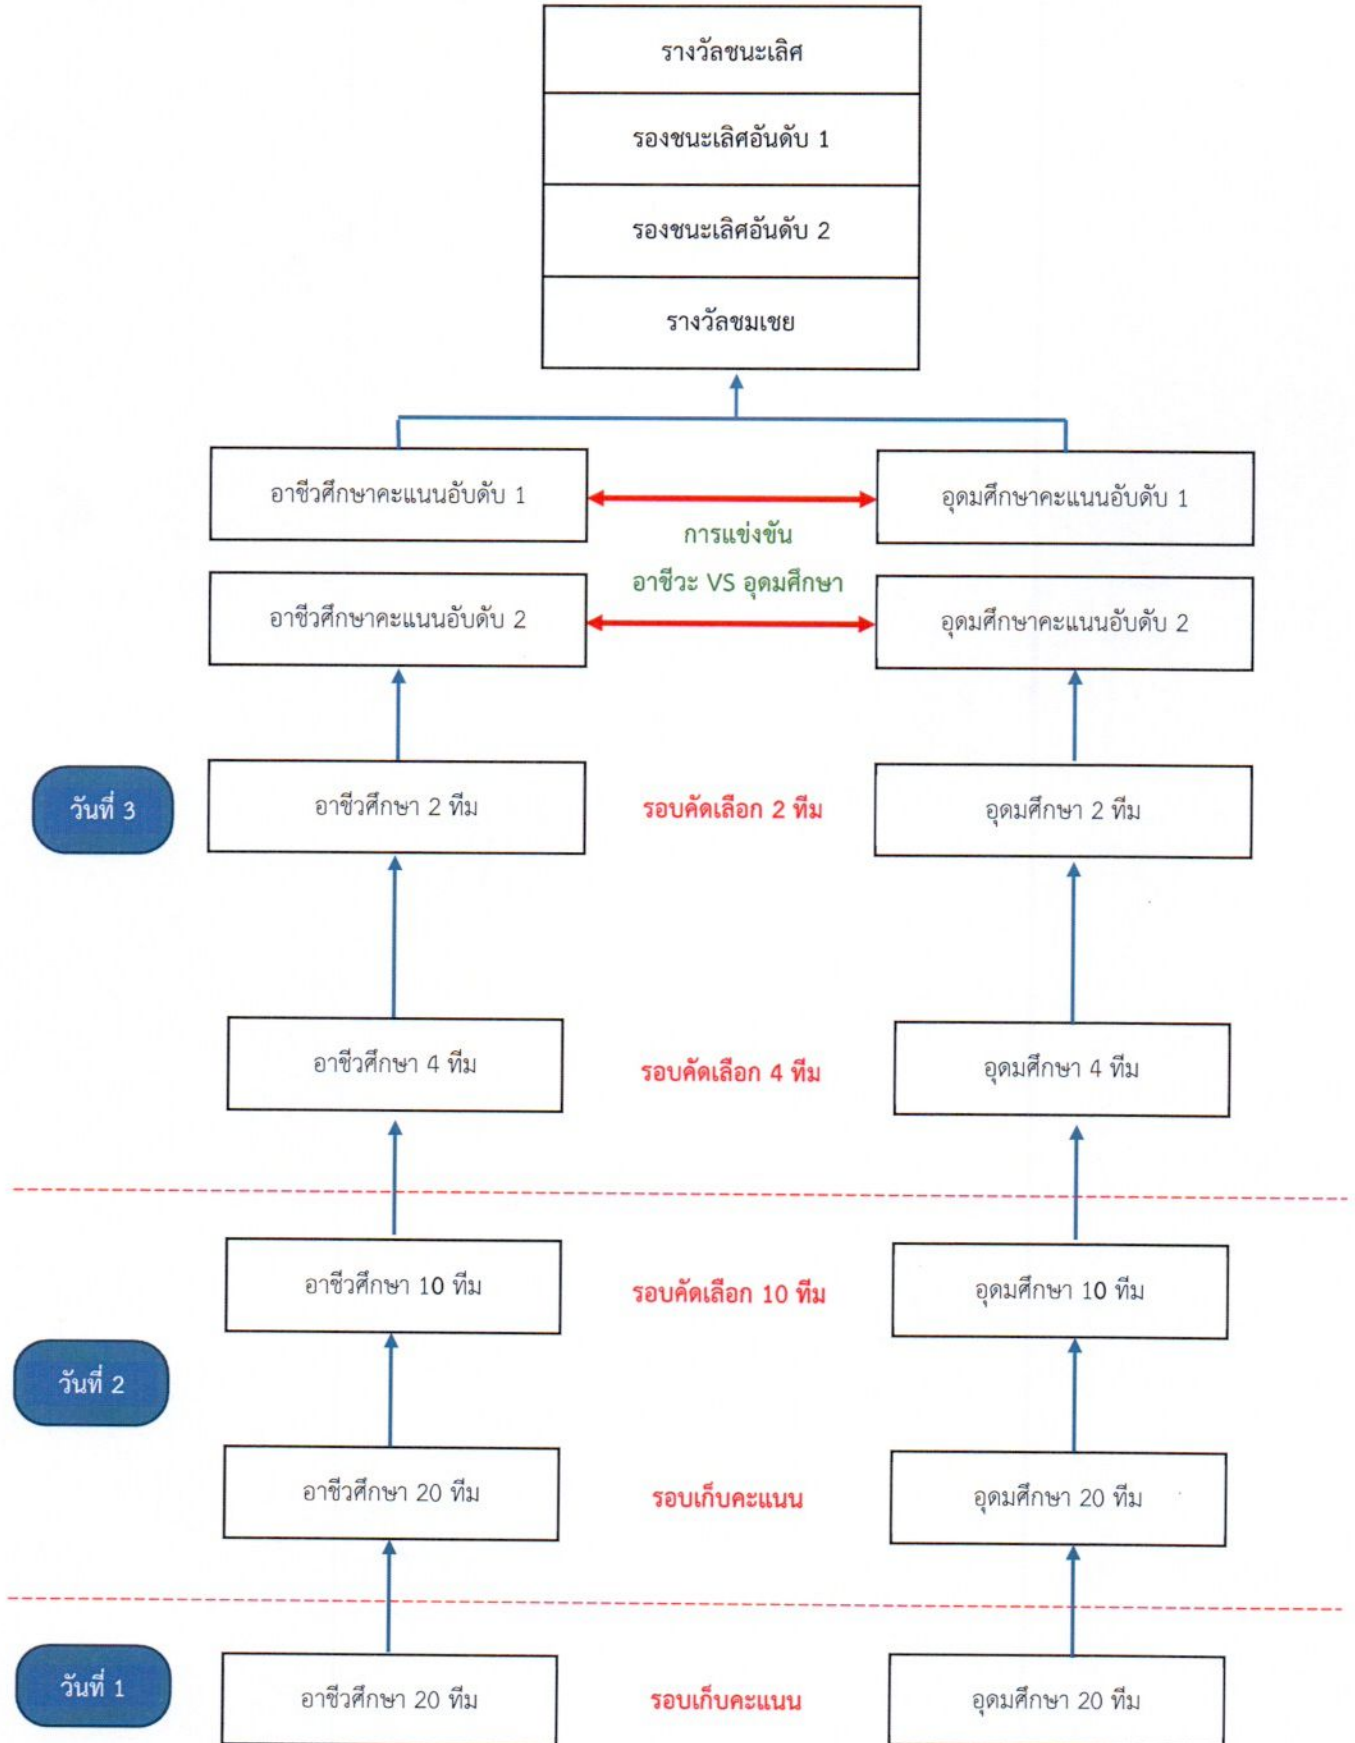 รางวัลชนะเลิศ
รองชนะเลิศอันดับ 1
รองชนะเลิศอันดับ 2
รางวัลชมเชย
อาชีวศึกษาคะแนนอับดับ 1
อุดมศึกษาคะแนนอับดับ 1
การแข่งขัน
อาชีวะ VS อุดมศึกษา
อาชีวศึกษาคะแนนอับดับ 2
อุดมศึกษาคะแนนอับดับ 2
วันที่ 3
อาชีวศึกษา 2 ทีม
รอบคัดเลือก 2 ทีม
อุดมศึกษา 2 ทีม
อาชีวศึกษา 4 ทีม
รอบคัดเลือก 4 ทีม
อุดมศึกษา 4 ทีม
อาชีวศึกษา 10 ทีม
รอบคัดเลือก 10 ทีม
อุดมศึกษา 10 ทีม
วันที่ 2
อาชีวศึกษา 20 ทีม
รอบเก็บคะแนน
อุดมศึกษา 20 ทีม
วันที่ 1
อาชีวศึกษา 20 ทีม
รอบเก็บคะแนน
อุดมศึกษา 20 ทีม